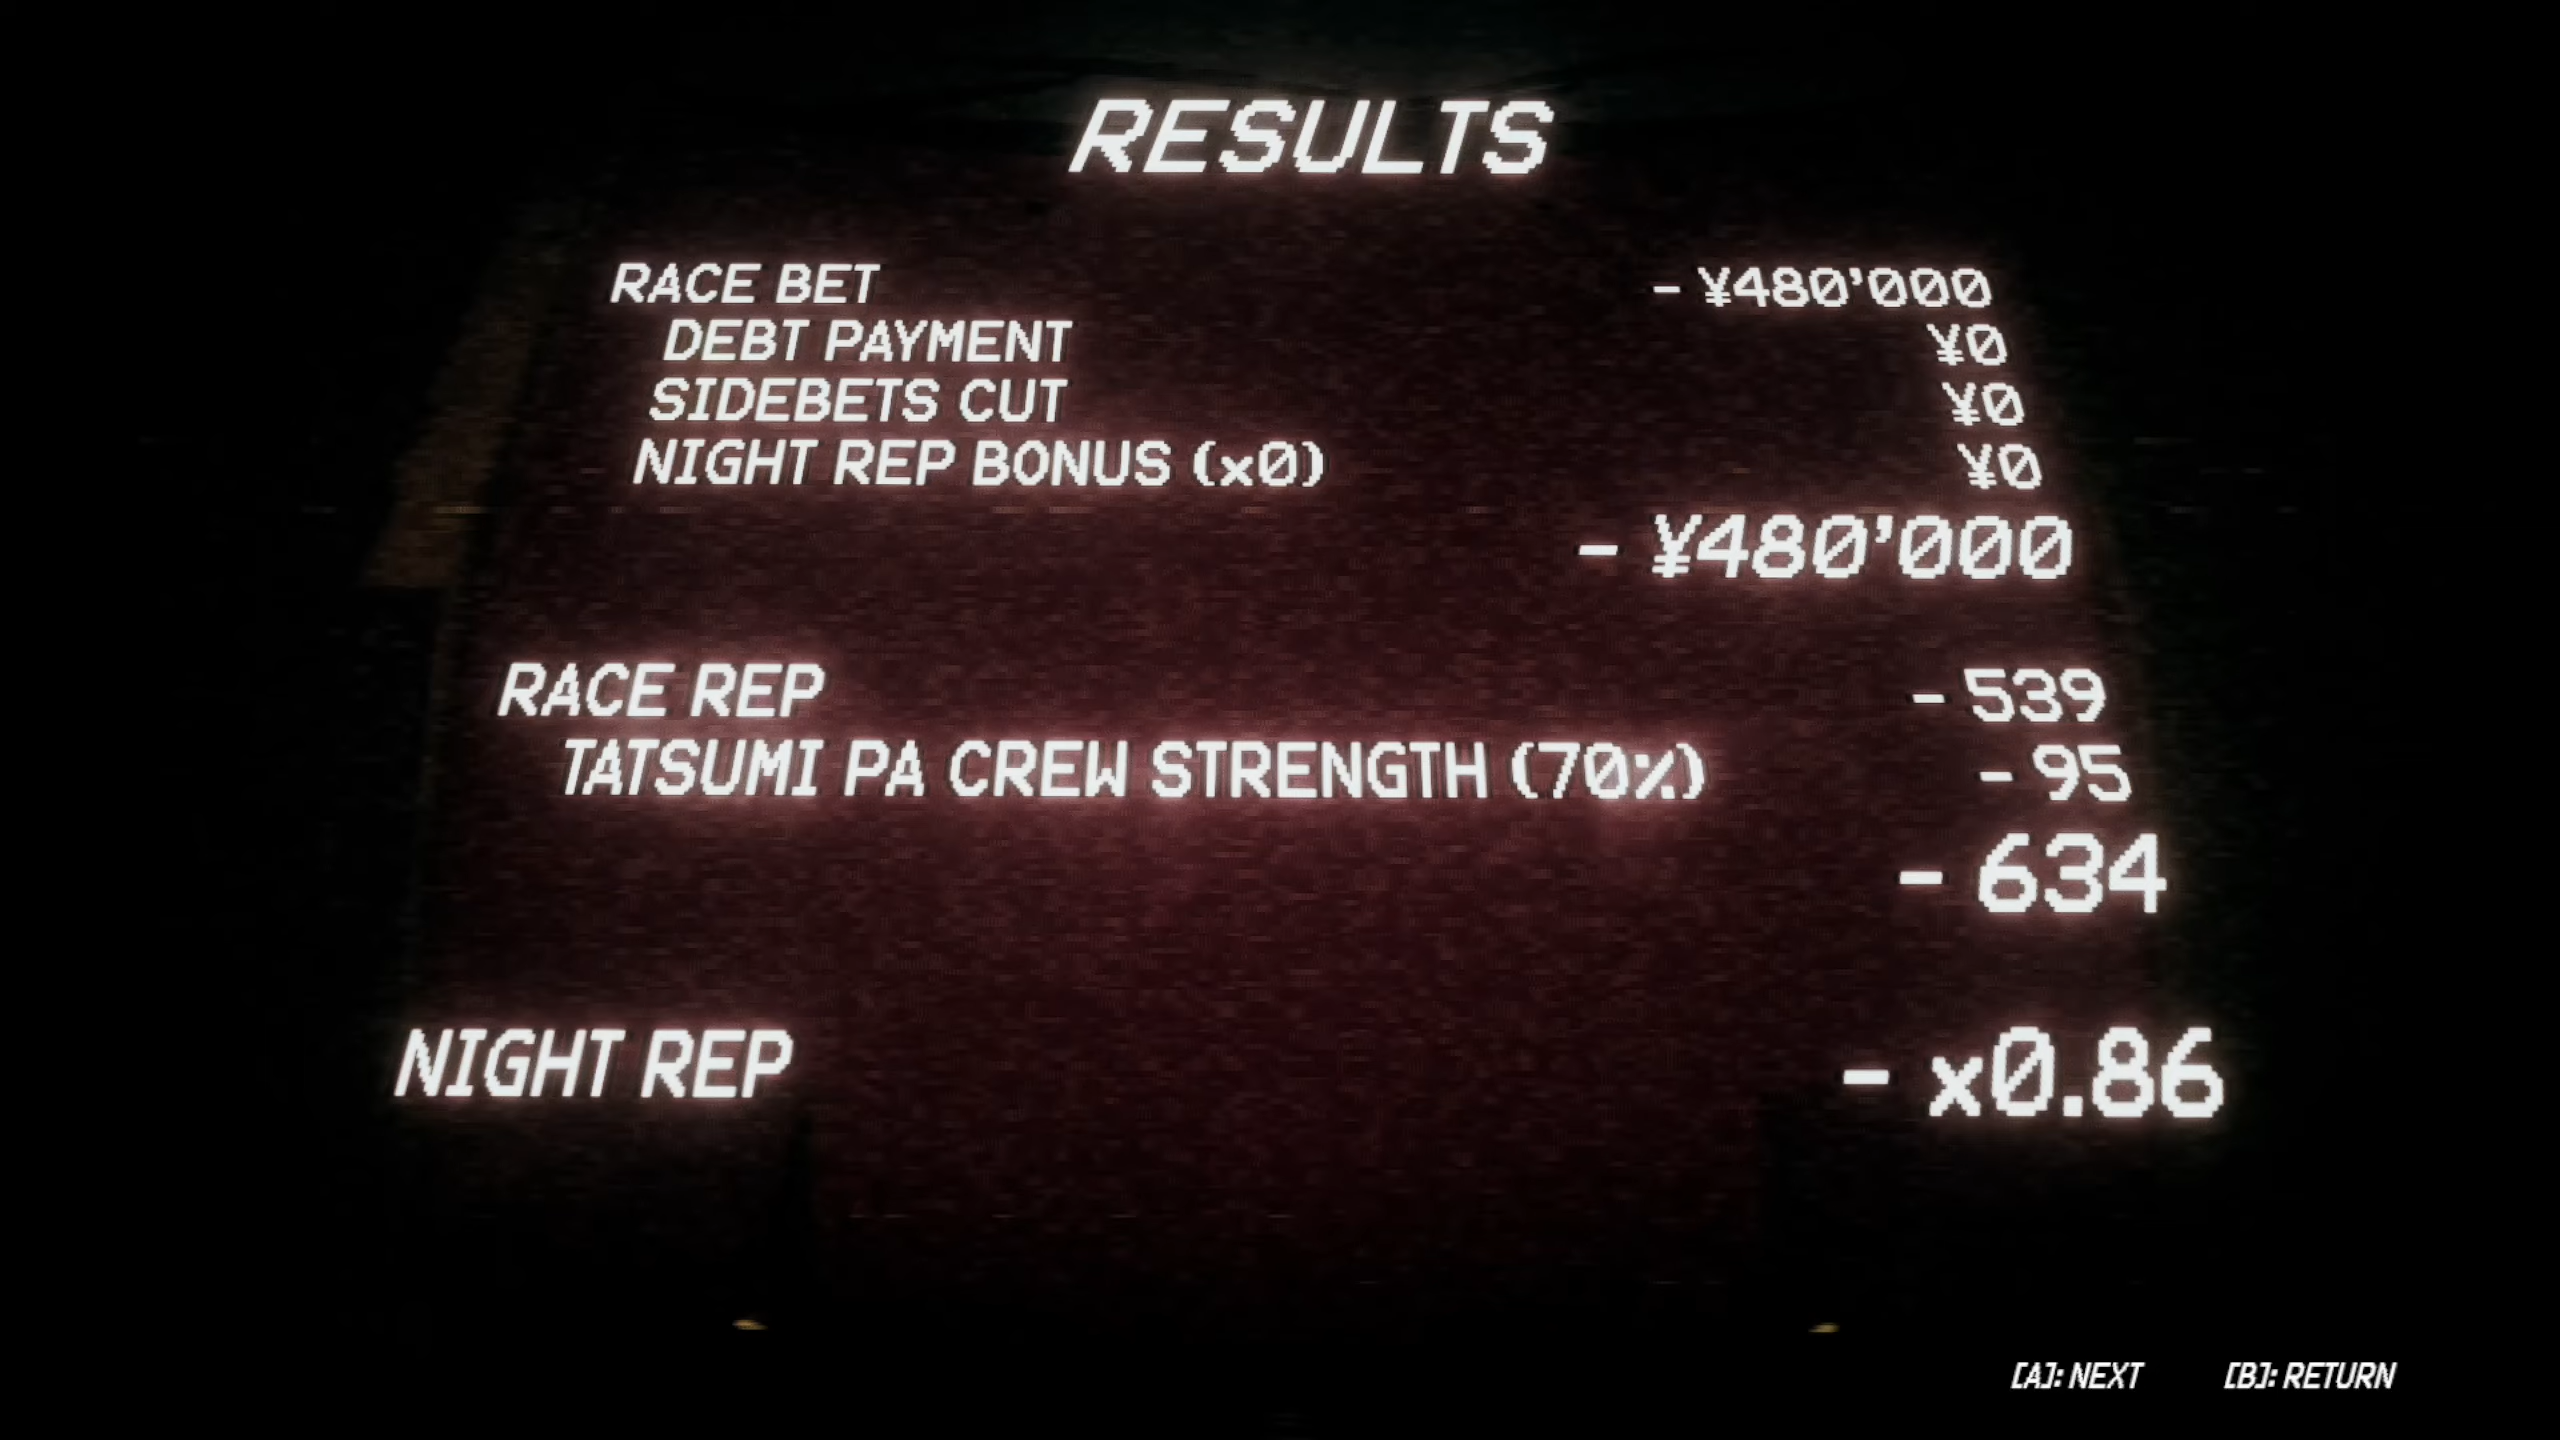 RESULTS
RACE BET - ¥480'000
DEBT PAYMENT ¥0
SIDEBETS CUT ¥0
NIGHT REP BONUS (x0) ¥0
- ¥480'000
RACE REP - 539
TATSUMI PA CREW STRENGTH (70%) - 95
- 634
NIGHT REP - x0.86
[A]: NEXT [B]: RETURN